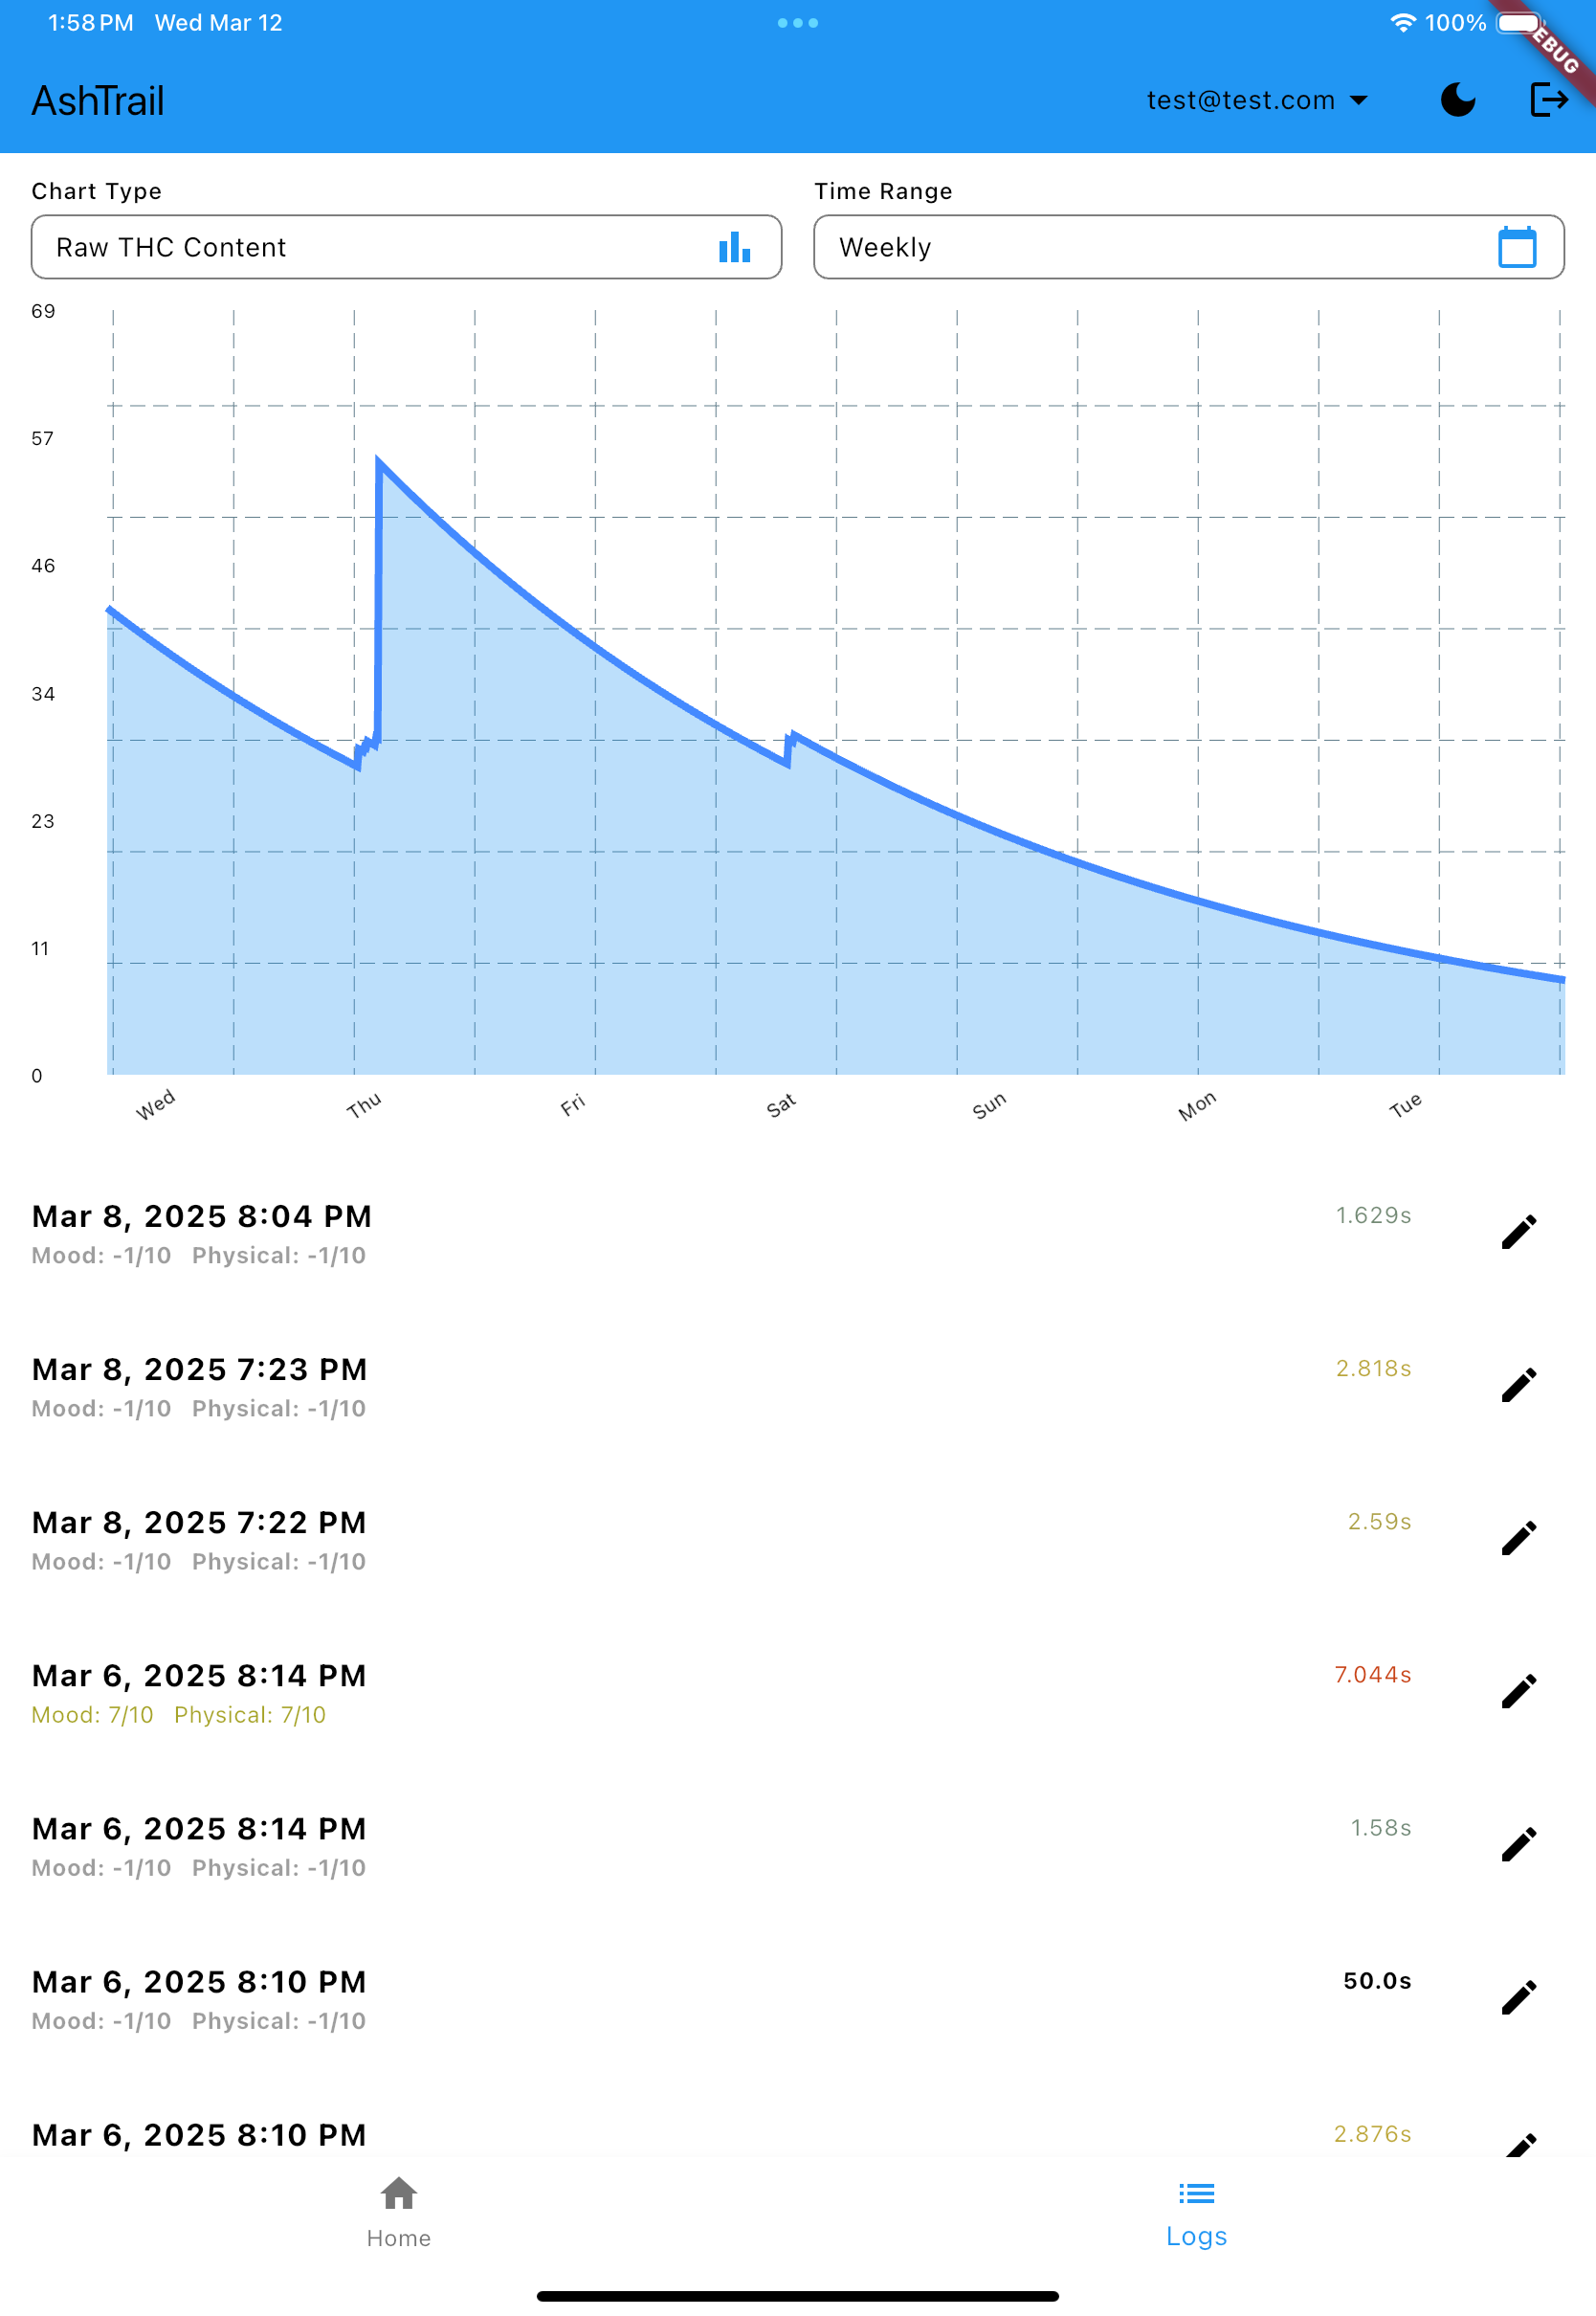 1:58 PM Wed Mar 12 100%
EBUG
AshTrail test@test.com
Chart Type Time Range
Raw THC Content Weekly
69
57
46
34
23
11
0
Wed Thu Fri Sat Sun Mon Tue
Mar 8, 2025 8:04 PM 1.629s
Mood: -1/10 Physical: -1/10
Mar 8, 2025 7:23 PM 2.818s
Mood: -1/10 Physical: -1/10
Mar 8, 2025 7:22 PM 2.59s
Mood: -1/10 Physical: -1/10
Mar 6, 2025 8:14 PM 7.044s
Mood: 7/10 Physical: 7/10
Mar 6, 2025 8:14 PM 1.58s
Mood: -1/10 Physical: -1/10
Mar 6, 2025 8:10 PM 50.0s
Mood: -1/10 Physical: -1/10
Mar 6, 2025 8:10 PM 2.876s
Home Logs